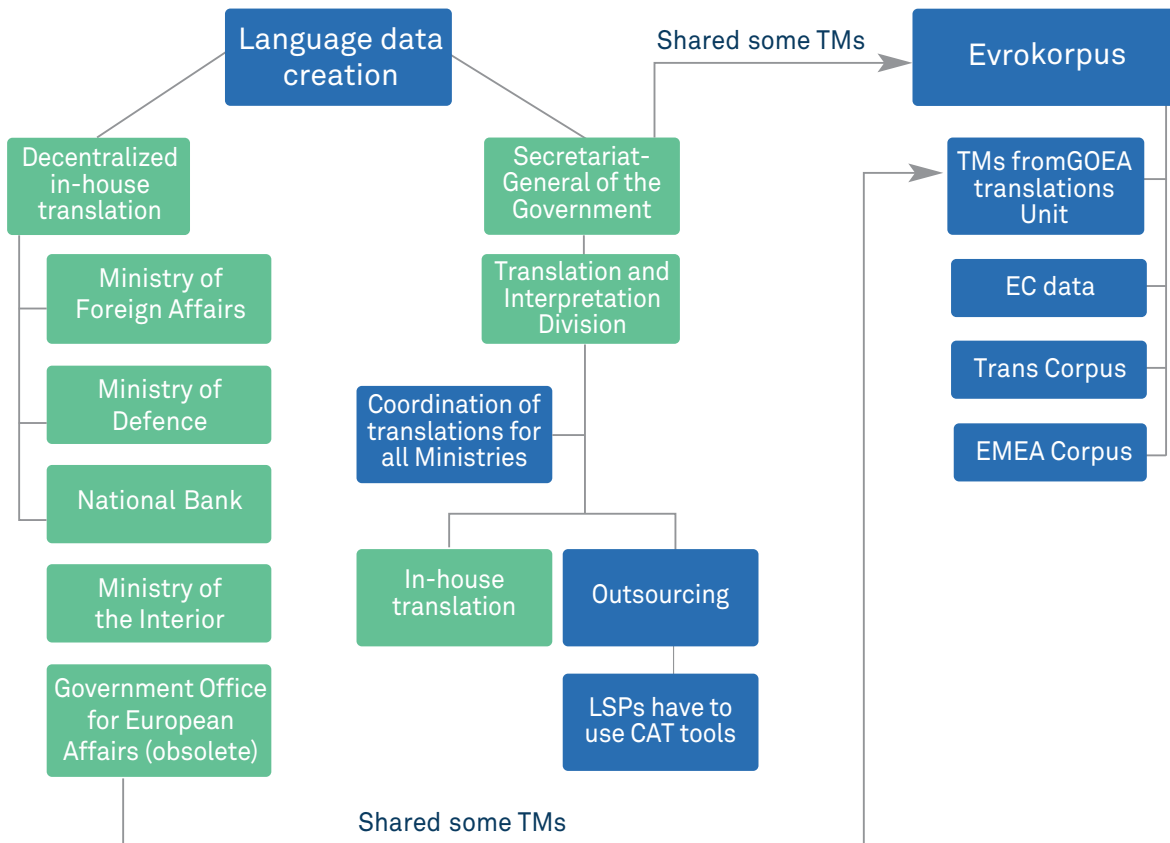 Language data
creation
Shared some TMs
Evrokorpus
Decentralized
in-house
translation
Secretariat-
General of the
Government
TMs fromGOEA
translations
Unit
Ministry of
Foreign Affairs
Translation and
Interpretation
Division
EC data
Ministry of
Defence
Coordination of
translations for
all Ministries
Trans Corpus
EMEA Corpus
National Bank
In-house
translation
Outsourcing
Ministry of
the Interior
Government Office
for European
Affairs (obsolete)
LSPs have to
use CAT tools
Shared some TMs